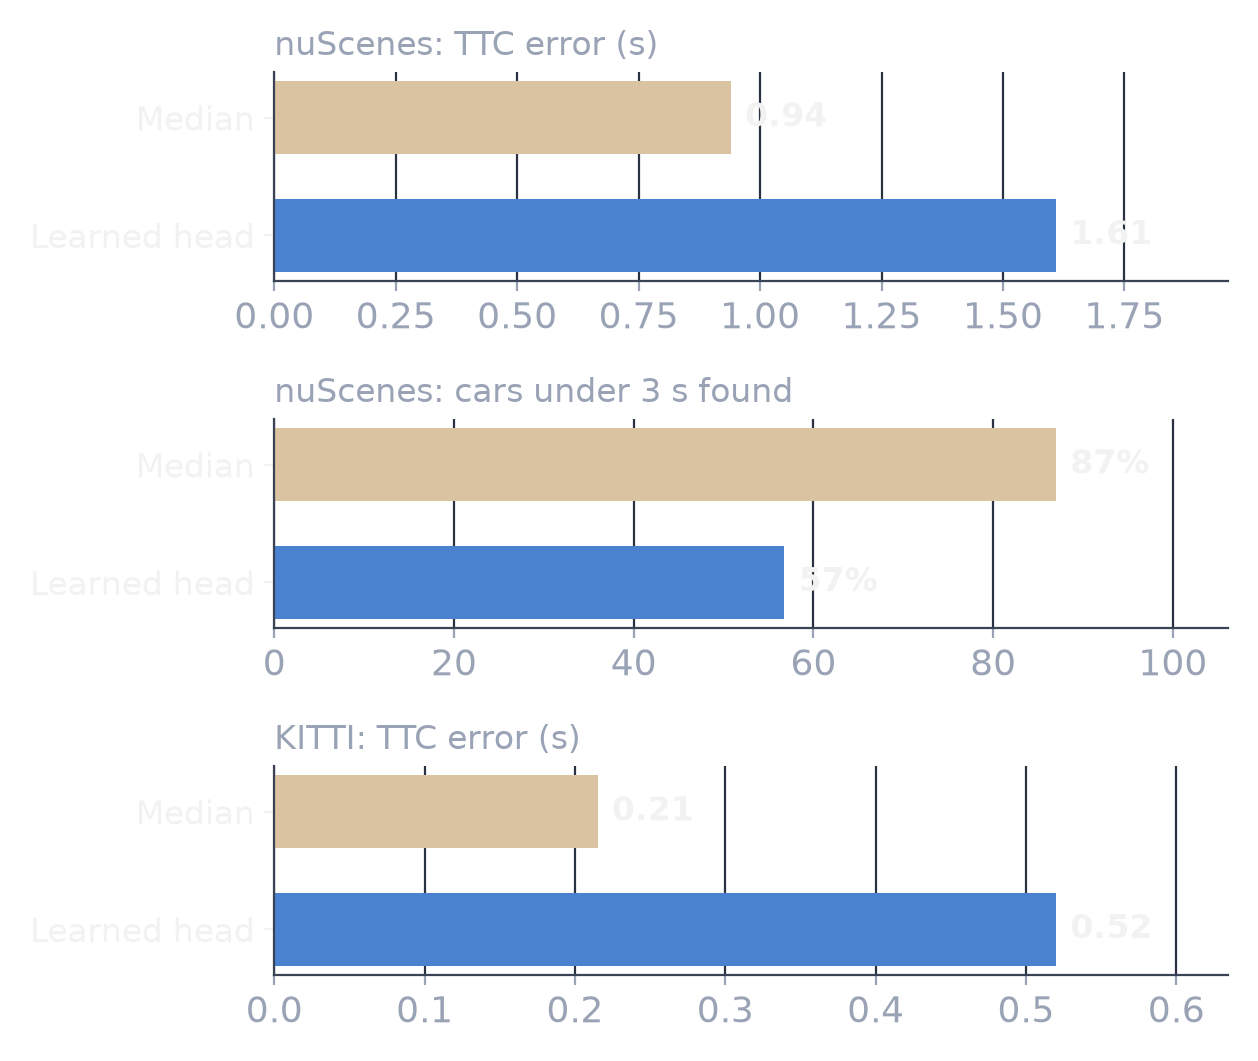 nuScenes: TTC error (s)
Median 0.94
Learned head 1.61
0.00 0.25 0.50 0.75 1.00 1.25 1.50 1.75
nuScenes: cars under 3 s found
Median 87%
Learned head 57%
0 20 40 60 80 100
KITTI: TTC error (s)
Median 0.21
Learned head 0.52
0.0 0.1 0.2 0.3 0.4 0.5 0.6